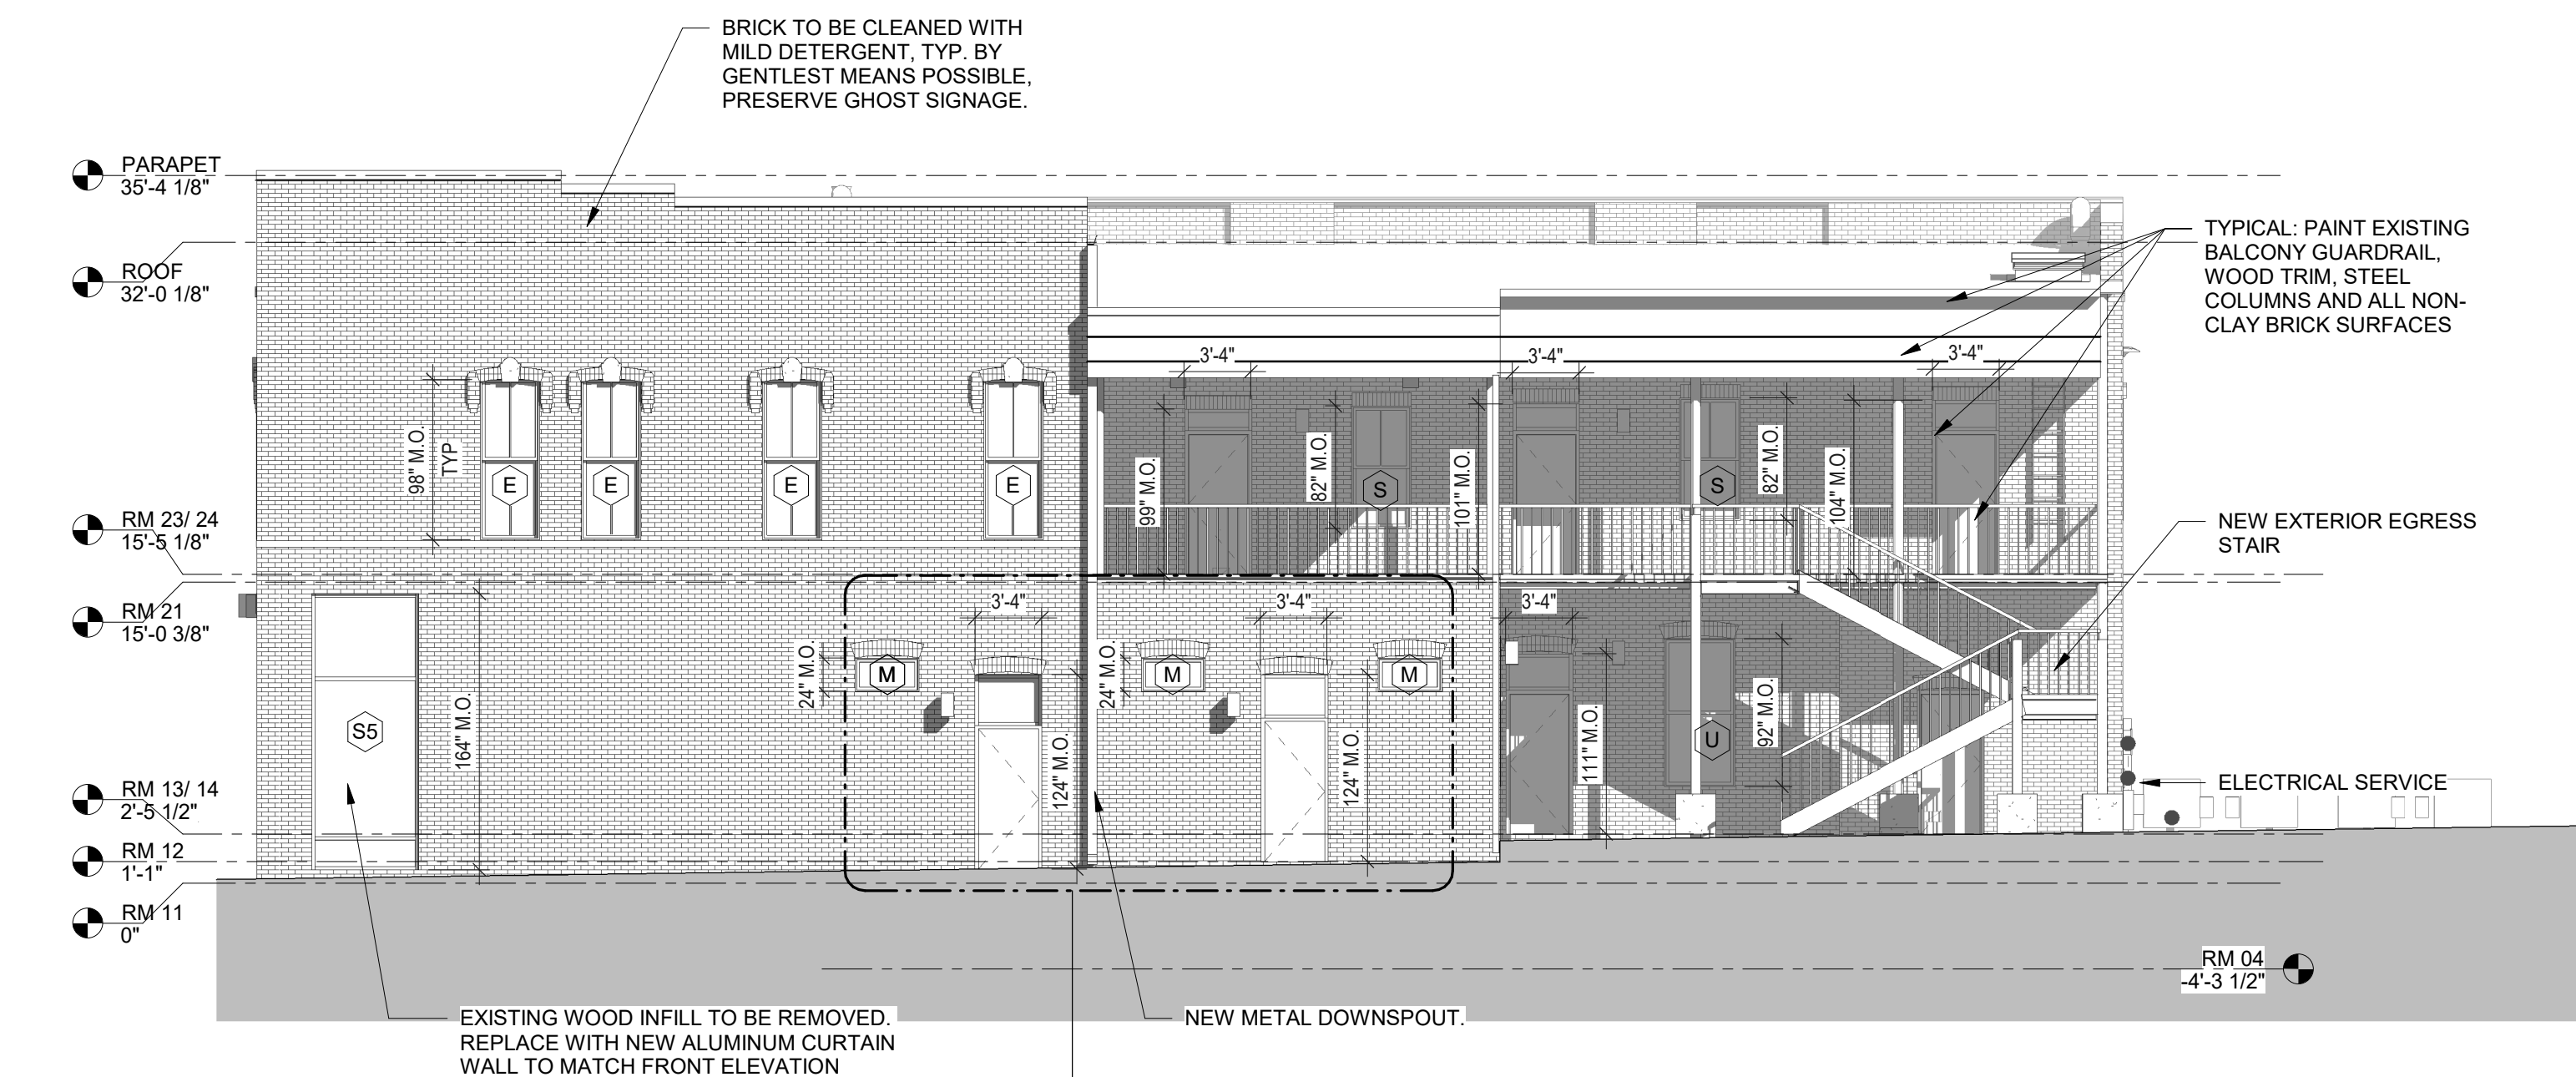 BRICK TO BE CLEANED WITH
MILD DETERGENT, TYP. BY
GENTLEST MEANS POSSIBLE,
PRESERVE GHOST SIGNAGE.
PARAPET
35'-4 1/8"
ROOF
32'-0 1/8"
TYPICAL: PAINT EXISTING
BALCONY GUARDRAIL,
WOOD TRIM, STEEL
COLUMNS AND ALL NON-
CLAY BRICK SURFACES
3'-4"
3'-4"
3'-4"
98" M.O.
TYP
E
E
E
E
99" M.O.
82" M.O.
S
101" M.O.
S
82" M.O.
104" M.O.
RM 23/ 24
15'-5 1/8"
NEW EXTERIOR EGRESS
STAIR
RM 21
15'-0 3/8"
3'-4"
3'-4"
3'-4"
24" M.O.
M
24" M.O.
M
M
S5
164" M.O.
124" M.O.
124" M.O.
111" M.O.
U
92" M.O.
RM 13/ 14
2'-5 1/2"
ELECTRICAL SERVICE
RM 12
1'-1"
RM 11
0"
RM 04
-4'-3 1/2"
EXISTING WOOD INFILL TO BE REMOVED.
REPLACE WITH NEW ALUMINUM CURTAIN
WALL TO MATCH FRONT ELEVATION
NEW METAL DOWNSPOUT.